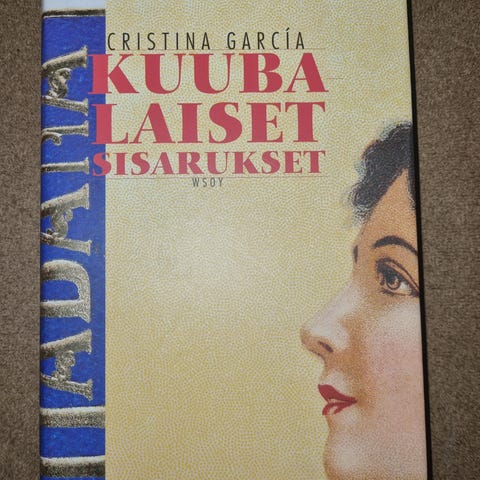 CRISTINA GARCÍA
KUUBA
LAISET
SISARUKSET
WSOY